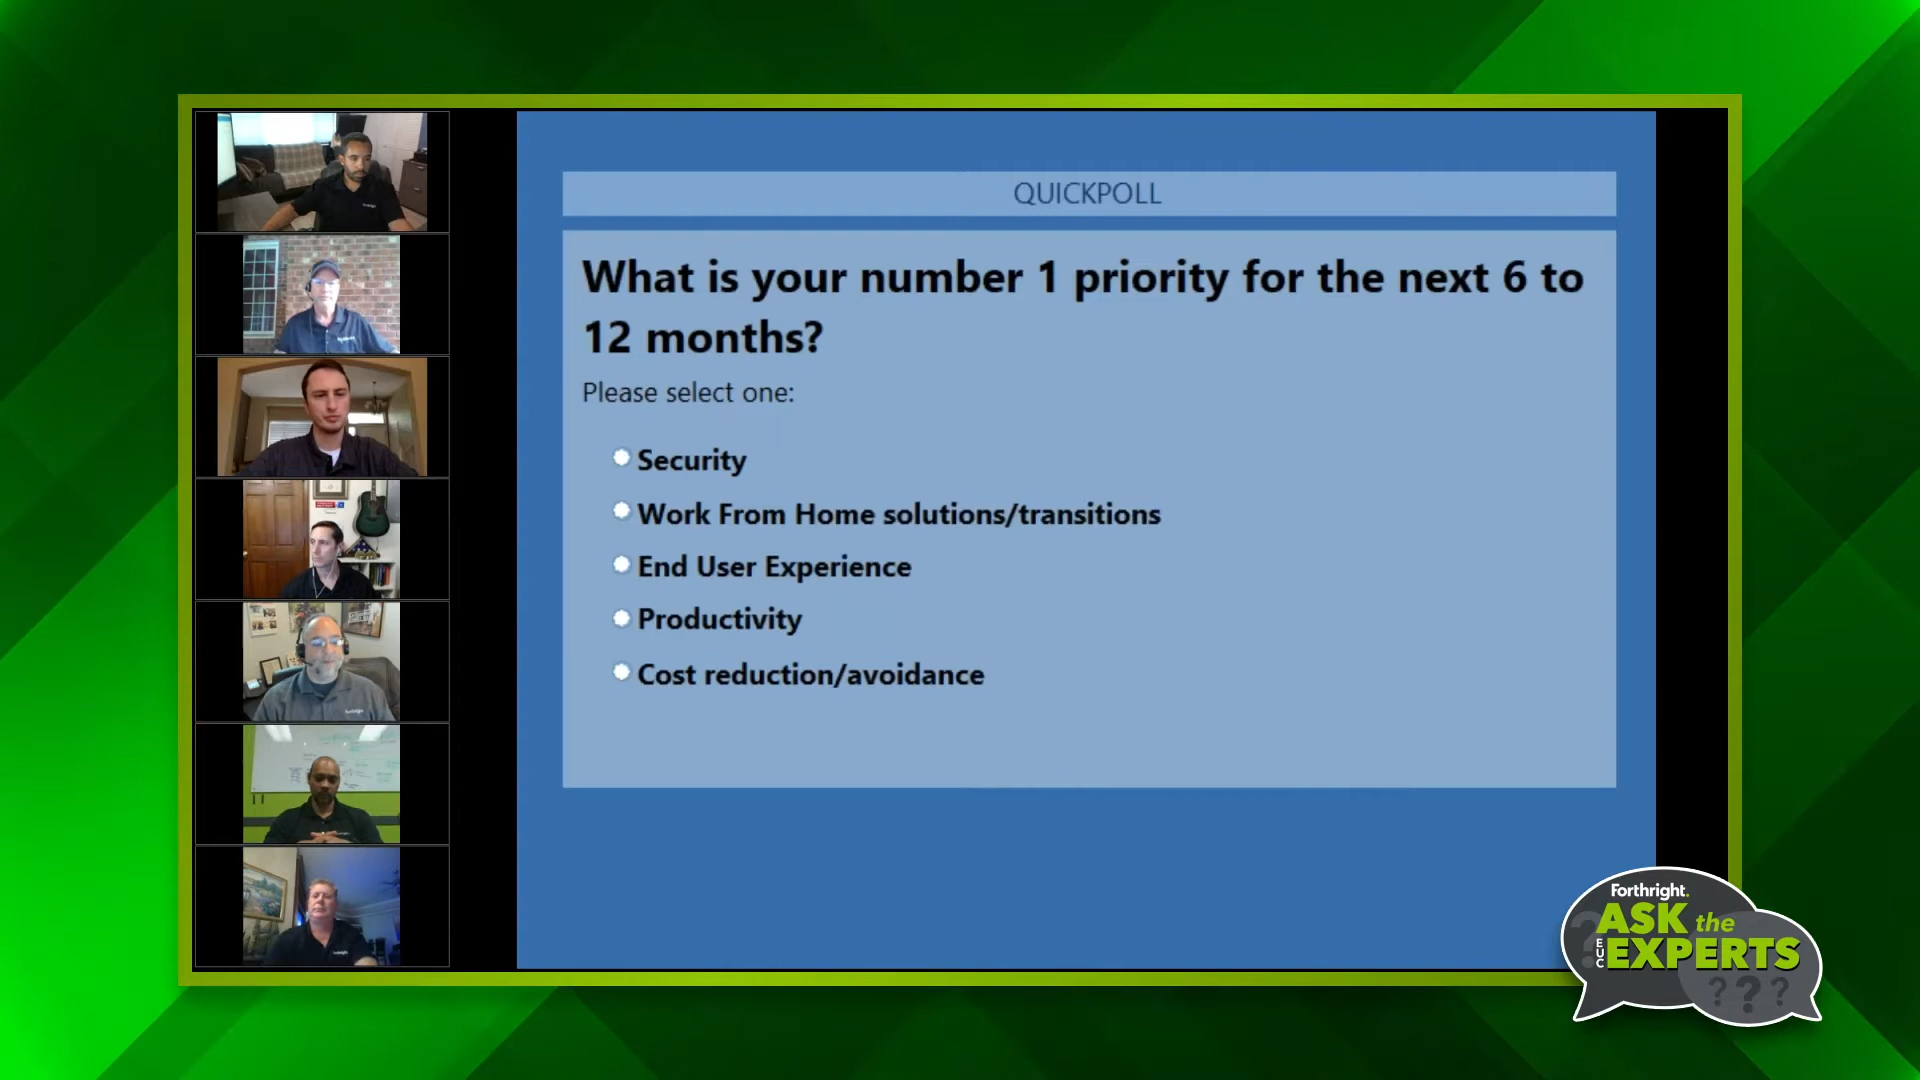 QUICKPOLL
What is your number 1 priority for the next 6 to
12 months?
Please select one:
Security
Work From Home solutions/transitions
End User Experience
Productivity
Cost reduction/avoidance
Forthright.
ASK the
EUC EXPERTS
? ? ?